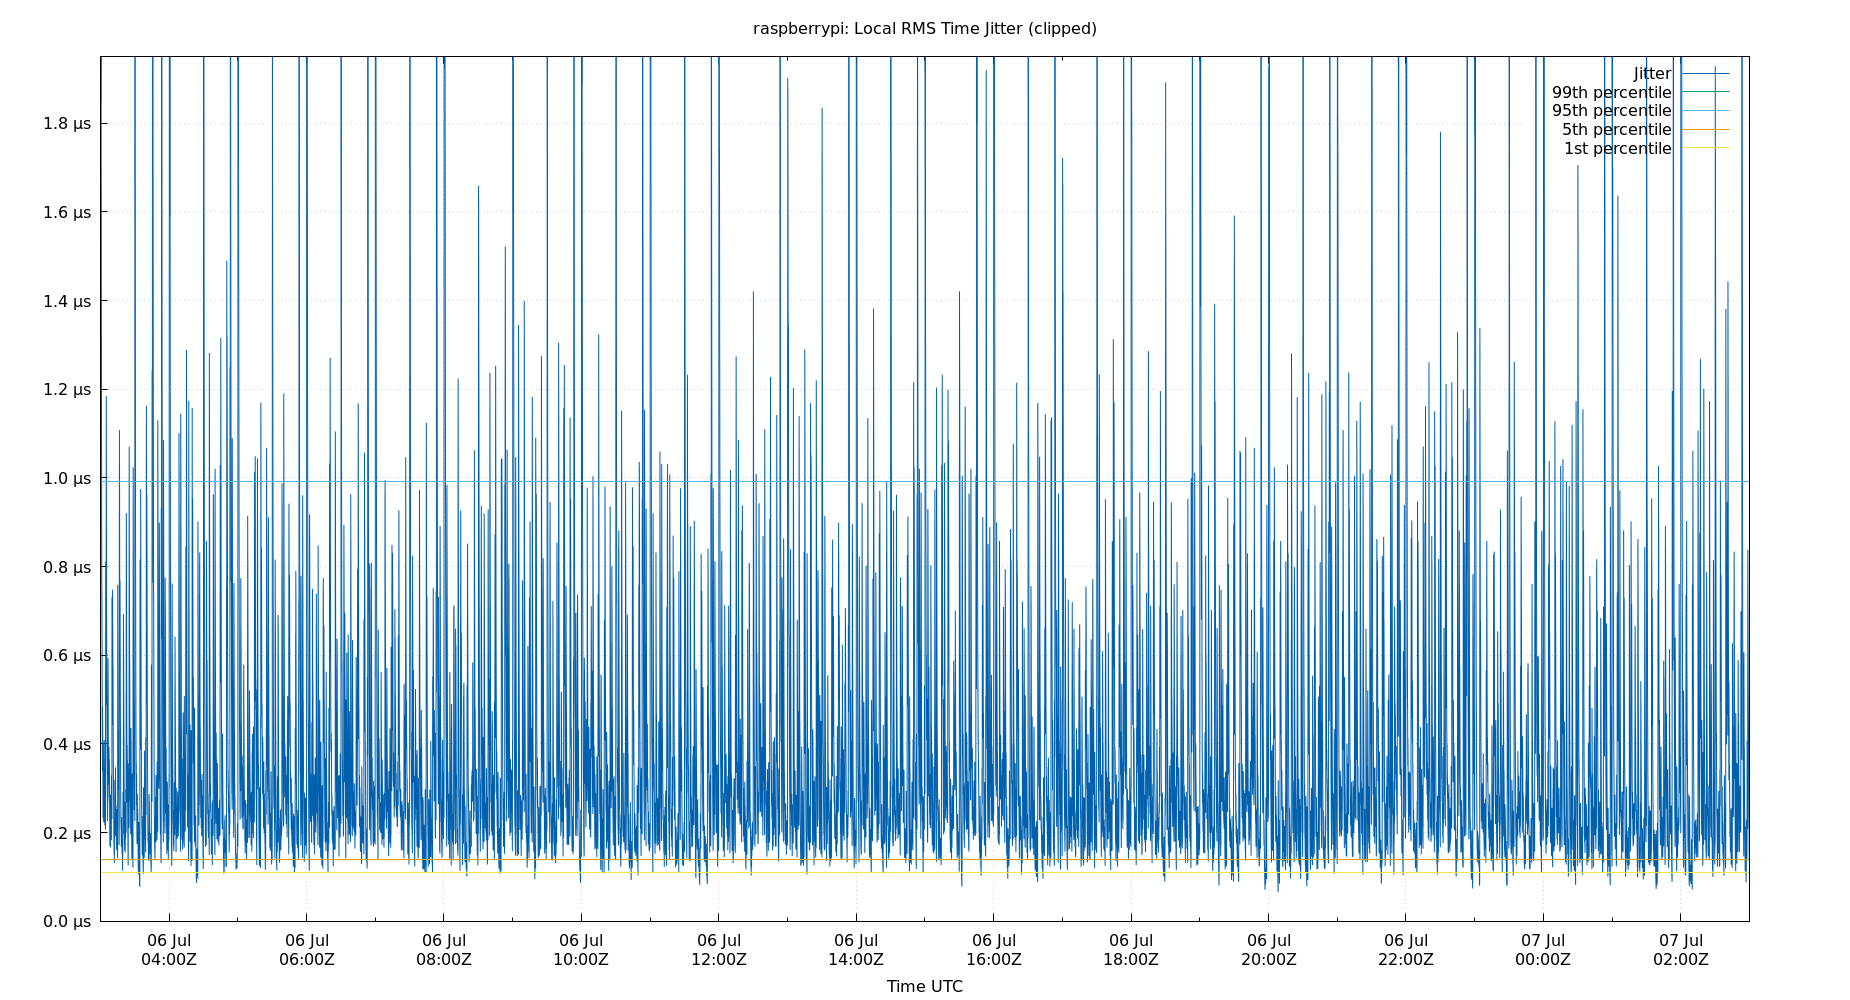 raspberrypi: Local RMS Time Jitter (clipped)
Jitter
99th percentile
95th percentile
5th percentile
1st percentile
1.8 μs
1.6 μs
1.4 μs
1.2 μs
1.0 μs
0.8 μs
0.6 μs
0.4 μs
0.2 μs
0.0 μs
06 Jul 06 Jul 06 Jul 06 Jul 06 Jul 06 Jul 06 Jul 06 Jul 06 Jul 06 Jul 07 Jul 07 Jul
04:00Z 06:00Z 08:00Z 10:00Z 12:00Z 14:00Z 16:00Z 18:00Z 20:00Z 22:00Z 00:00Z 02:00Z
Time UTC